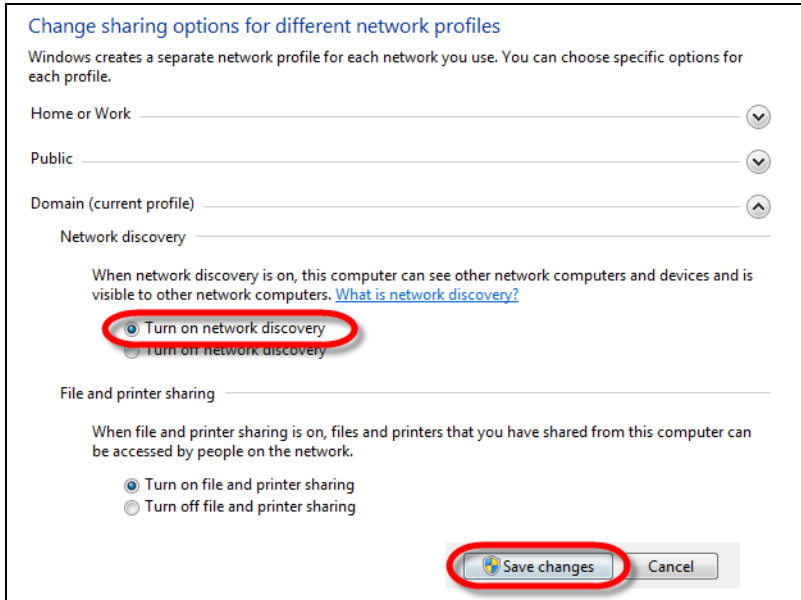 Change sharing options for different network profiles
Windows creates a separate network profile for each network you use. You can choose specific options for
each profile.
Home or Work
Public
Domain (current profile)
Network discovery
When network discovery is on, this computer can see other network computers and devices and is
visible to other network computers. What is network discovery?
Turn on network discovery
Turn off network discovery
File and printer sharing
When file and printer sharing is on, files and printers that you have shared from this computer can
be accessed by people on the network.
Turn on file and printer sharing
Turn off file and printer sharing
Save changes Cancel